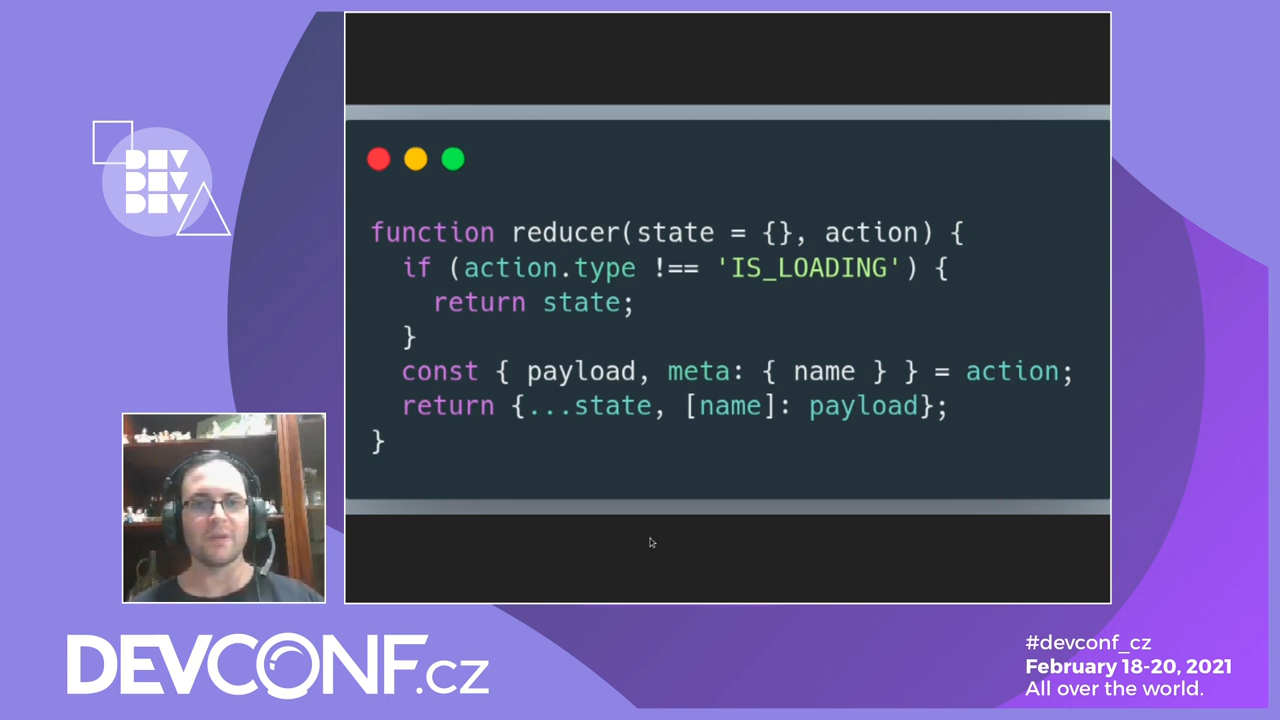 DEV
DEV
DEV
function reducer(state = {}, action) {
  if (action.type !== 'IS_LOADING') {
    return state;
  }
  const { payload, meta: { name } } = action;
  return {...state, [name]: payload};
}
DEVCONF.cz
#devconf_cz
February 18-20, 2021
All over the world.